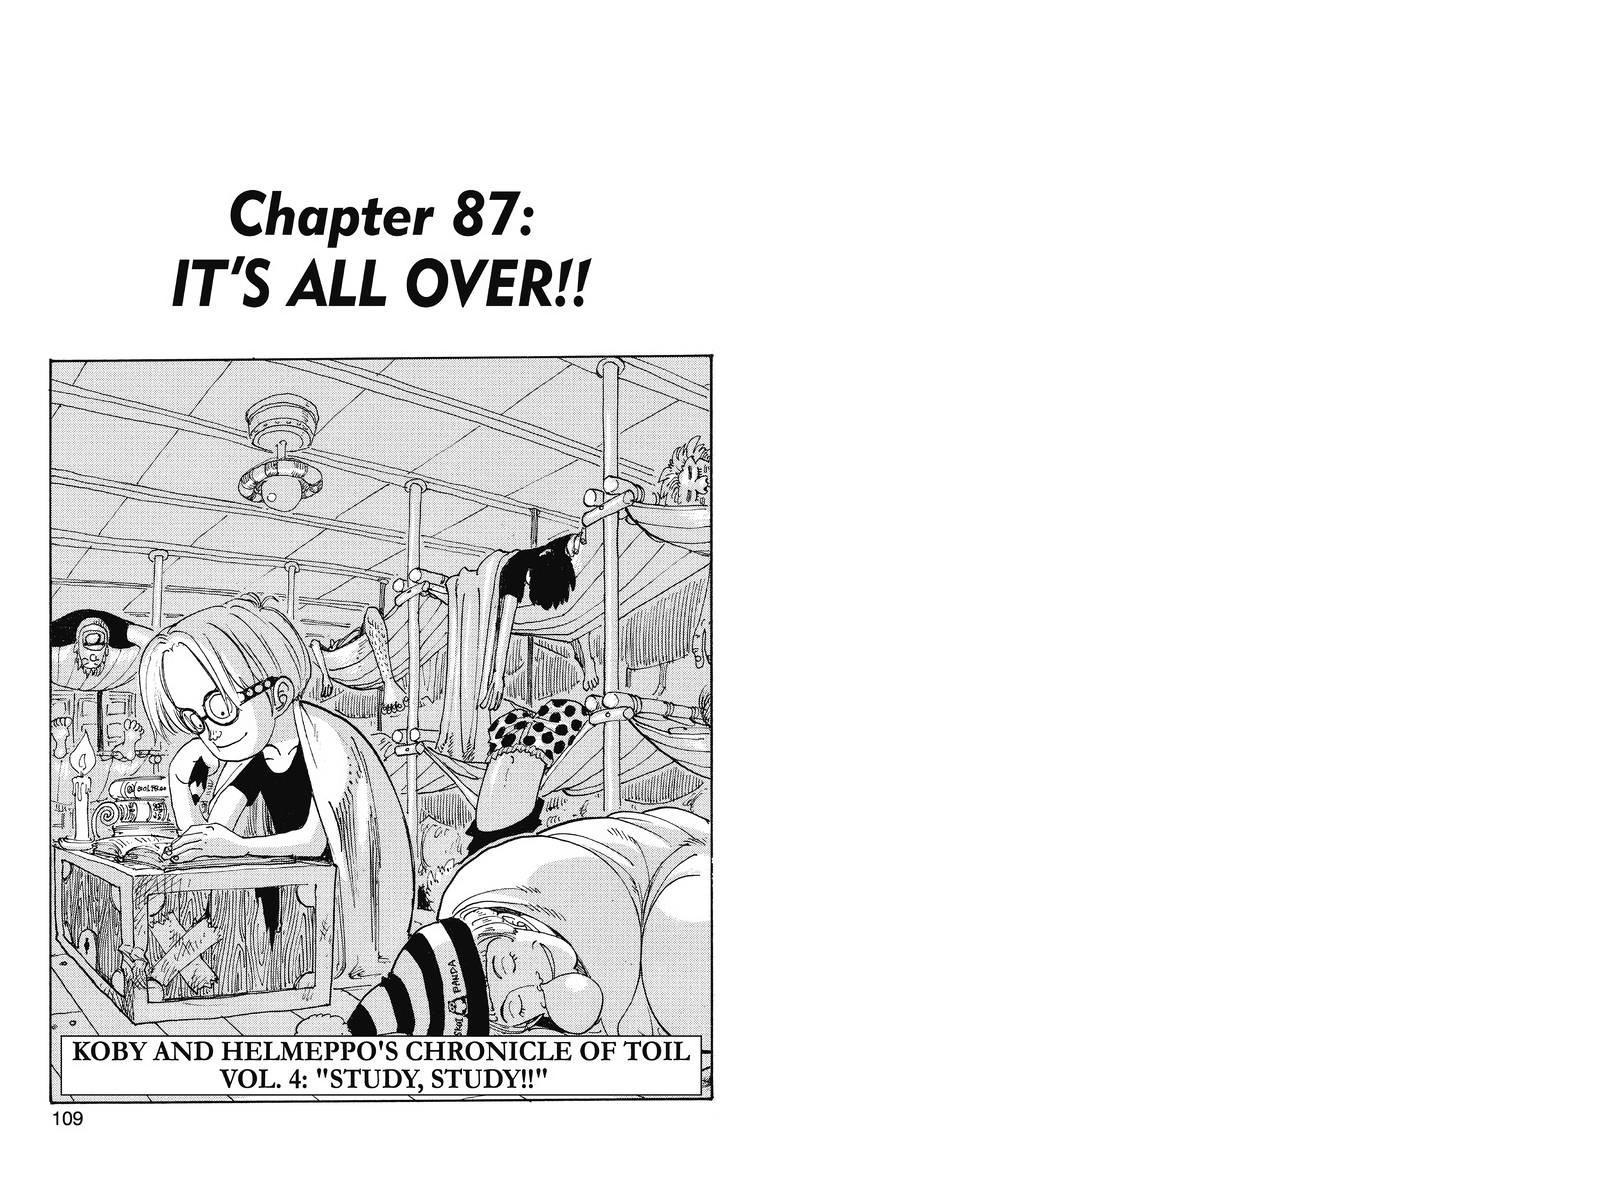 Chapter 87:
IT'S ALL OVER!!
PANDA
KOBY AND HELMEPPO'S CHRONICLE OF TOIL
VOL. 4: "STUDY, STUDY!!"
109